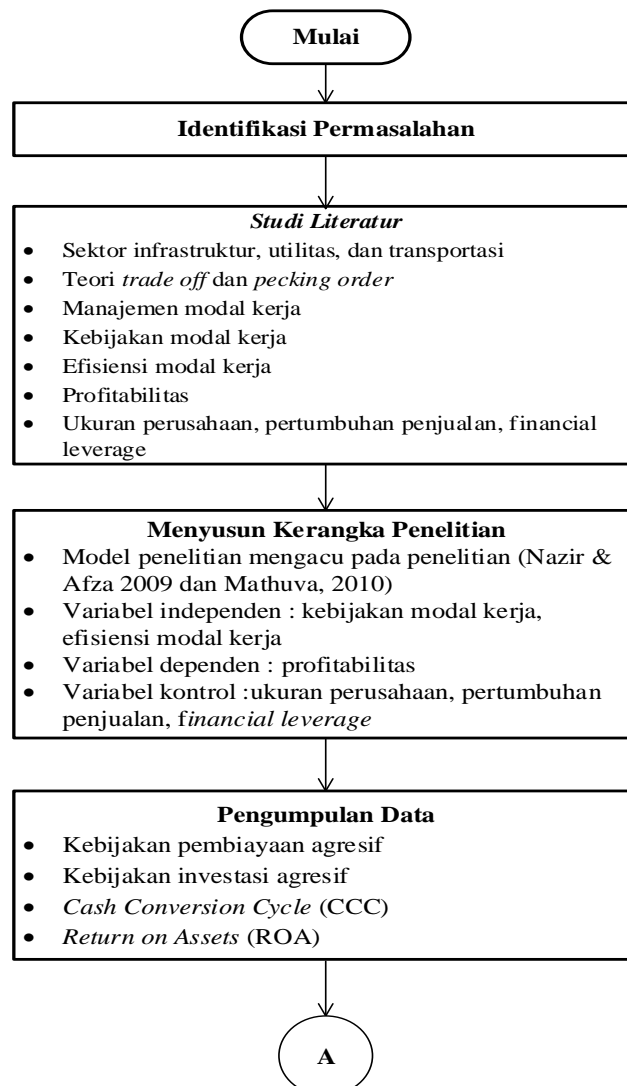 Mulai
Identifikasi Permasalahan
Studi Literatur
• Sektor infrastruktur, utilitas, dan transportasi
• Teori trade off dan pecking order
• Manajemen modal kerja
• Kebijakan modal kerja
• Efisiensi modal kerja
• Profitabilitas
• Ukuran perusahaan, pertumbuhan penjualan, financial
leverage
Menyusun Kerangka Penelitian
• Model penelitian mengacu pada penelitian (Nazir &
Afza 2009 dan Mathuva, 2010)
• Variabel independen : kebijakan modal kerja,
efisiensi modal kerja
• Variabel dependen : profitabilitas
• Variabel kontrol :ukuran perusahaan, pertumbuhan
penjualan, financial leverage
Pengumpulan Data
• Kebijakan pembiayaan agresif
• Kebijakan investasi agresif
• Cash Conversion Cycle (CCC)
• Return on Assets (ROA)
A